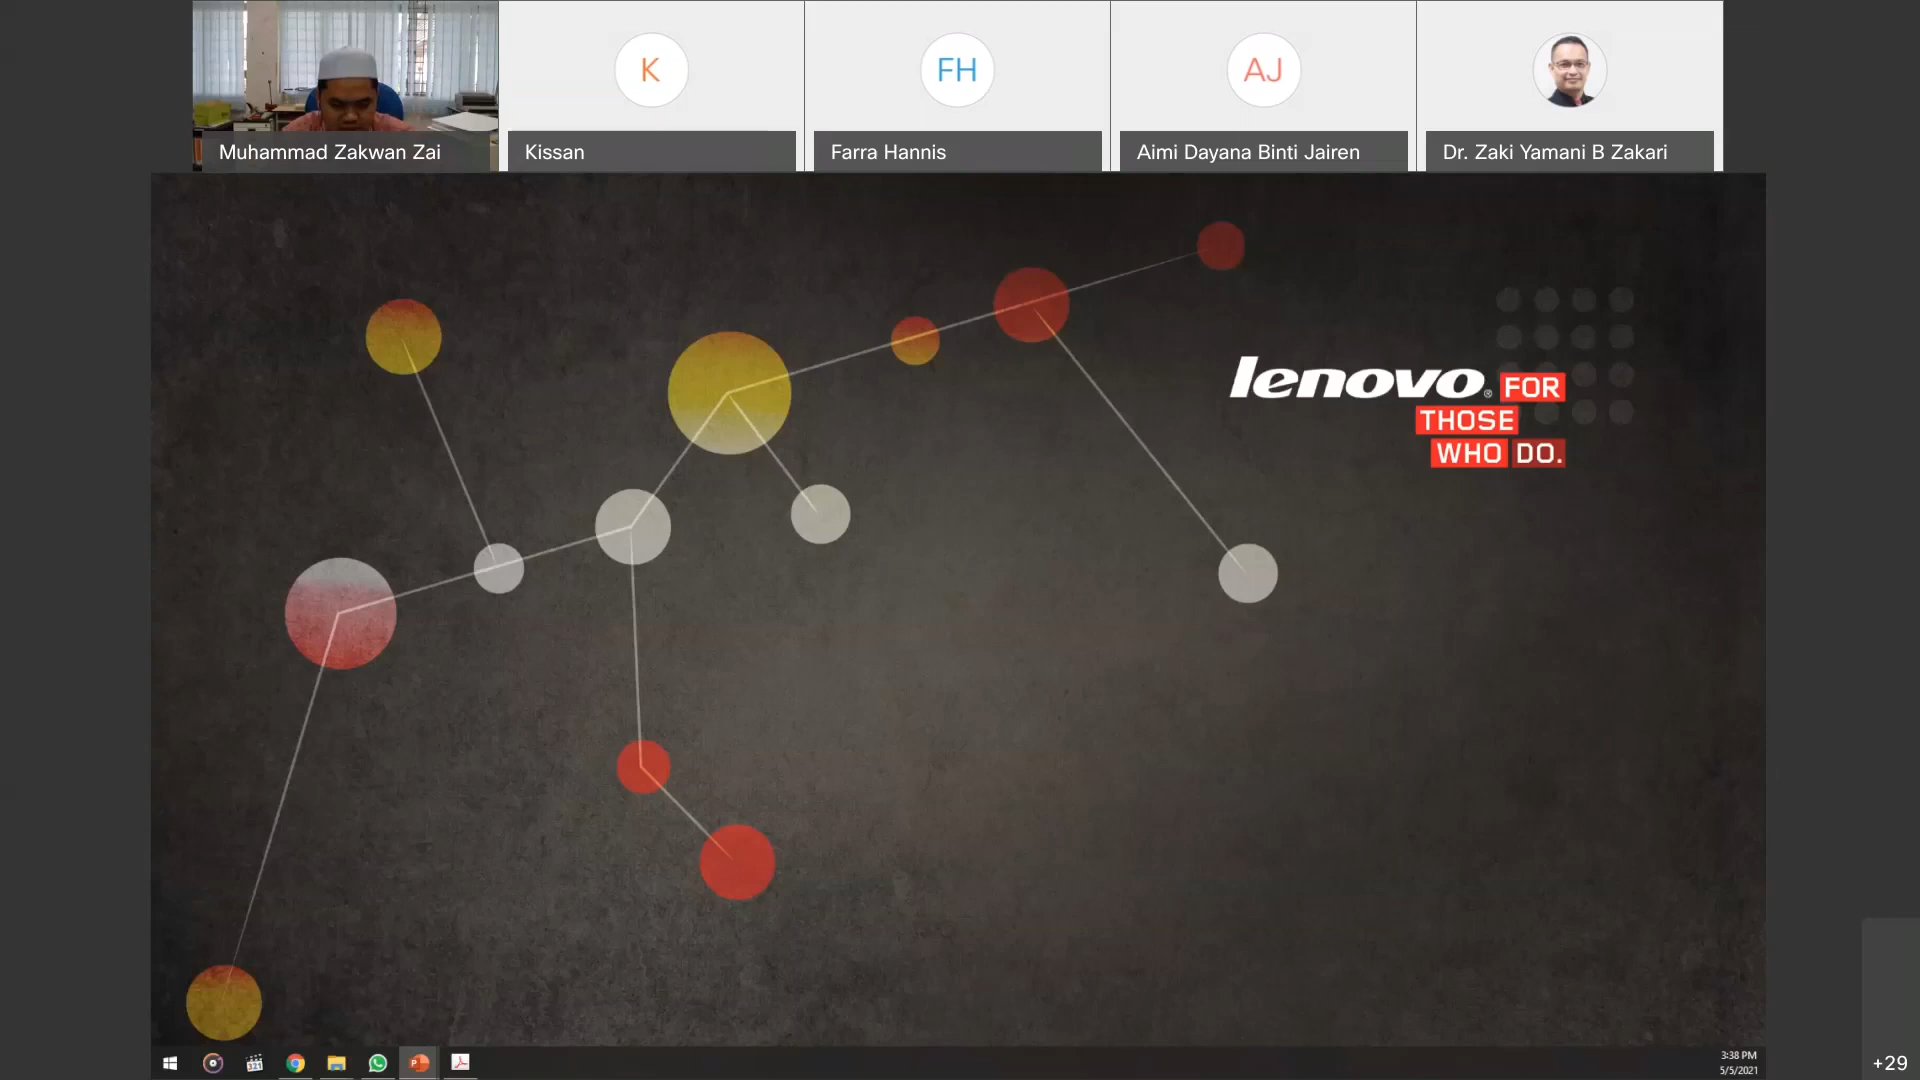 Muhammad Zakwan Zai
K
Kissan
FH
Farra Hannis
AJ
Aimi Dayana Binti Jairen
Dr. Zaki Yamani B Zakari
lenovo® FOR
THOSE
WHO DO.
321
P
3:38 PM
5/5/2021
+29